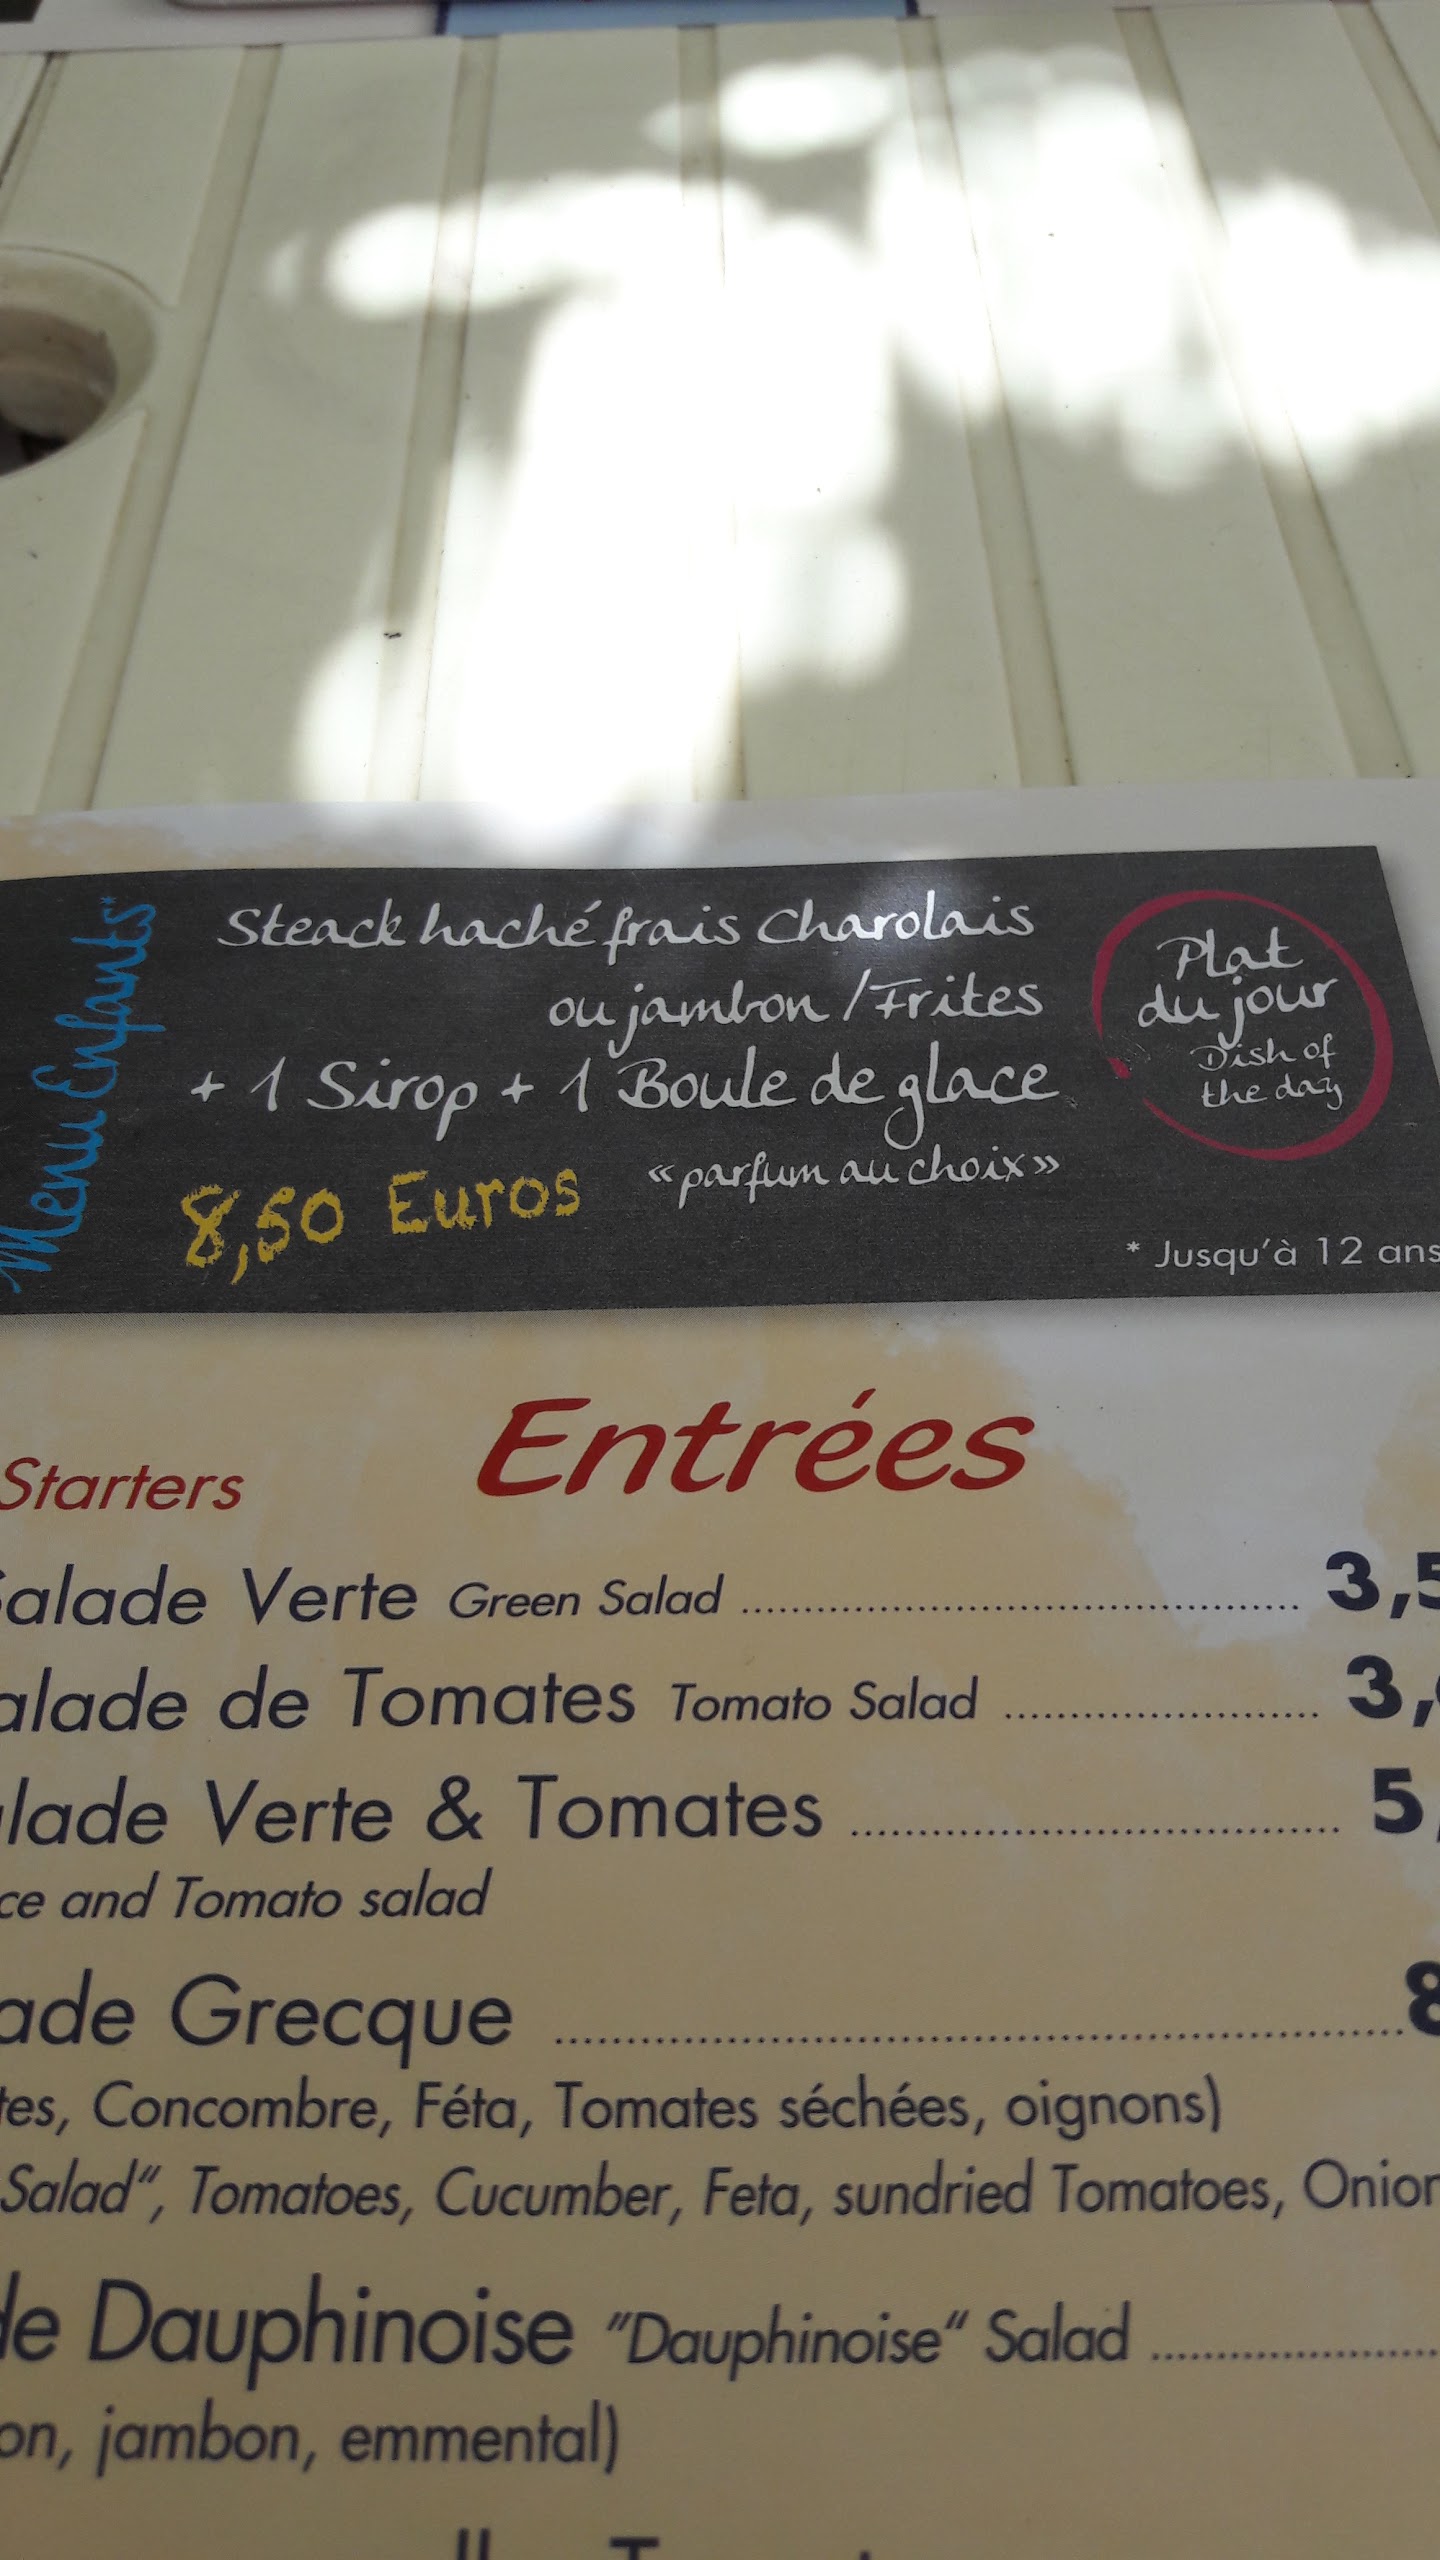 Menu Enfants*
Steack haché frais Charolais
ou jambon / Frites
+ 1 Sirop + 1 Boule de glace
« parfum au choix »
8,50 Euros
Plat
du jour
Dish of
the day
* Jusqu'à 12 ans
Starters Entrées
alade Verte Green Salad 3,5
alade de Tomates Tomato Salad 3,
lade Verte & Tomates 5,
ce and Tomato salad
ade Grecque 8
tes, Concombre, Féta, Tomates séchées, oignons)
Salad“, Tomatoes, Cucumber, Feta, sundried Tomatoes, Onion
de Dauphinoise "Dauphinoise“ Salad
on, jambon, emmental)